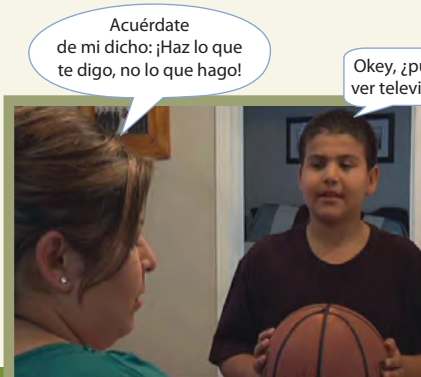 Acuérdate
de mi dicho: ¡Haz lo que
te digo, no lo que hago!
Okey,
ver